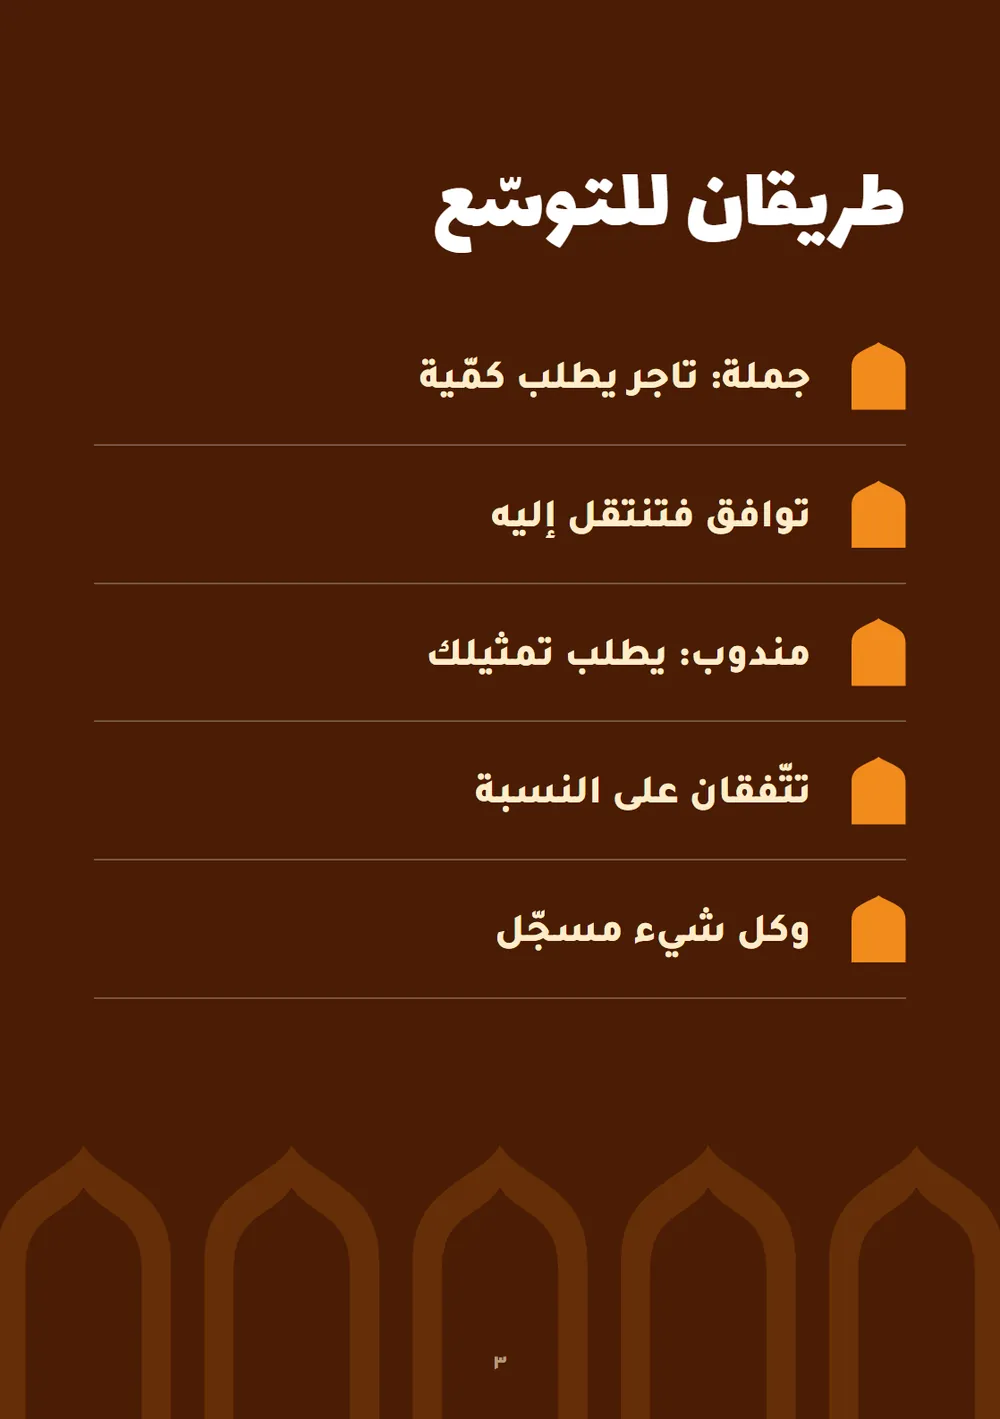 طريقان للتوسّع
جملة: تاجر يطلب كمّية
توافق فتنتقل إليه
مندوب: يطلب تمثيلك
تتّفقان على النسبة
وكل شيء مسجّل
٣